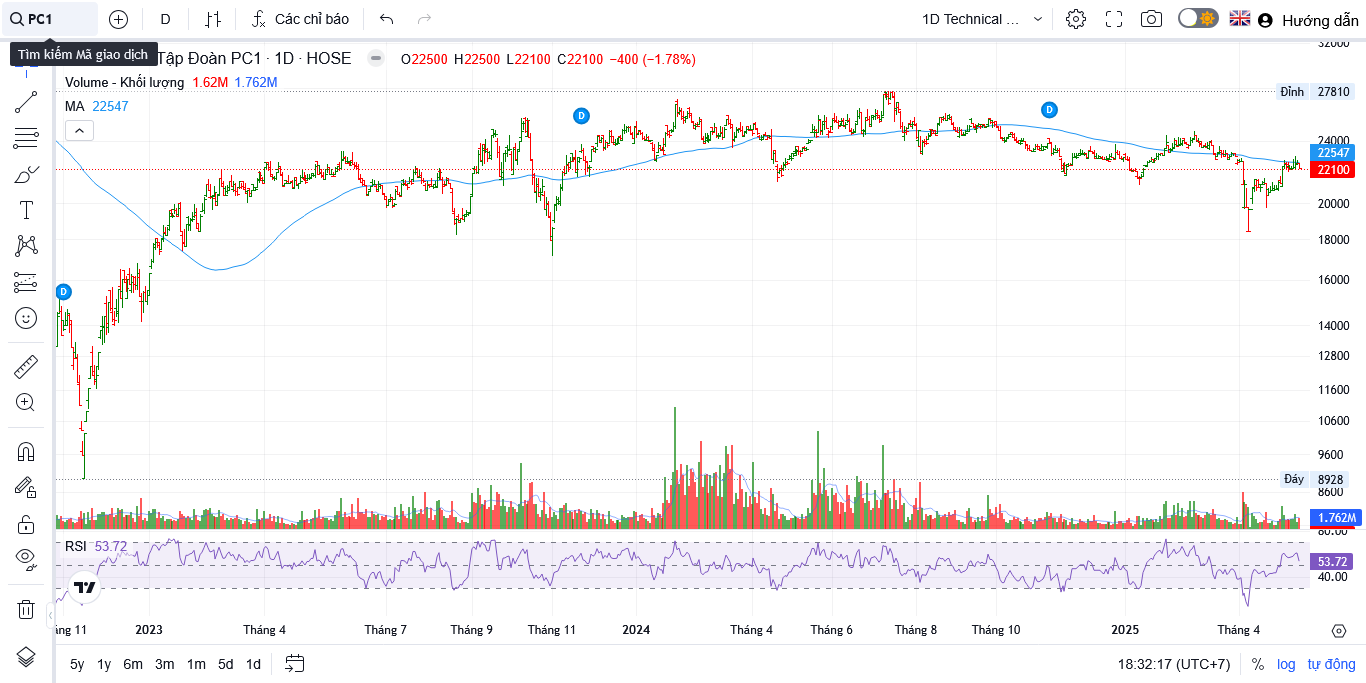 PC1 D Các chỉ báo 1D Technical ... Hướng dẫn
Tìm kiếm Mã giao dịch
Tập Đoàn PC1 · 1D · HOSE O22500 H22500 L22100 C22100 −400 (−1.78%)
Volume - Khối lượng 1.62M 1.762M
MA 22547
32000
Đỉnh 27810
24000
22547
22100
20000
18000
16000
14000
12800
11600
10600
9600
Đáy 8928
8600
1.762M
80.00
RSI 53.72
53.72
40.00
D
D
D
ng 11 2023 Tháng 4 Tháng 7 Tháng 9 Tháng 11 2024 Tháng 4 Tháng 6 Tháng 8 Tháng 10 2025 Tháng 4
5y 1y 6m 3m 1m 5d 1d 18:32:17 (UTC+7) % log tự động